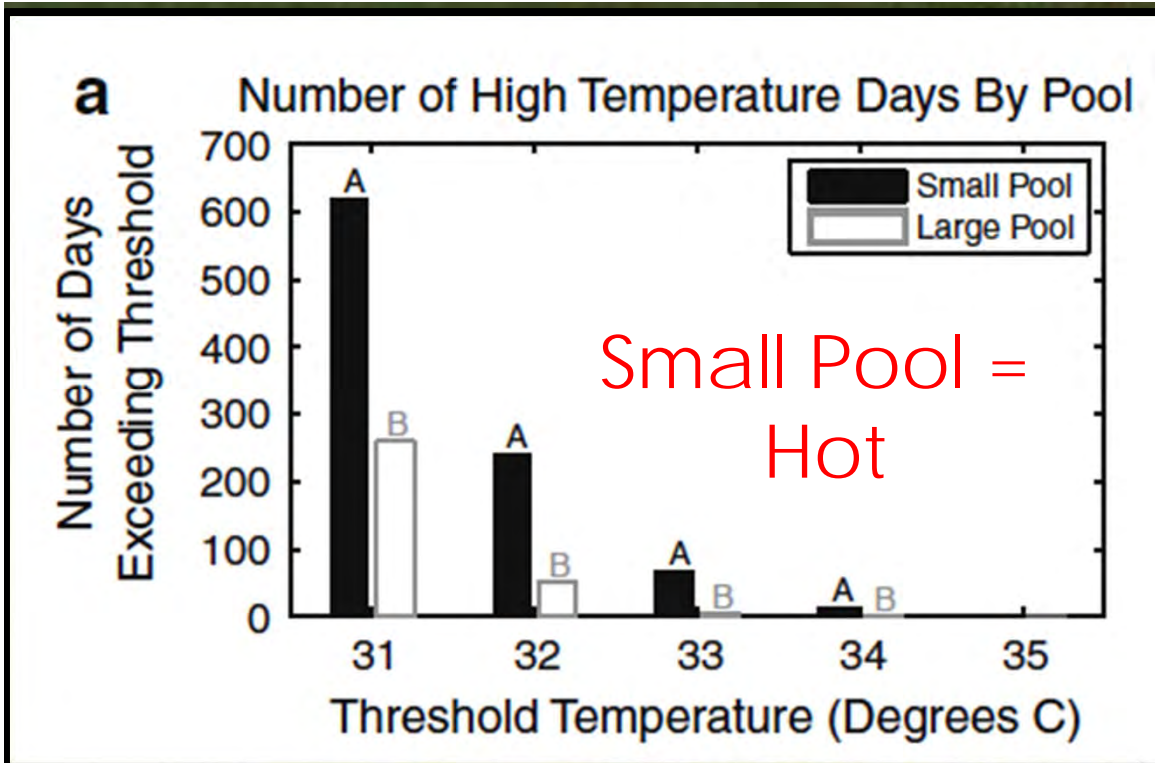 a
Number of High Temperature Days By Pool
Number of Days
Exceeding Threshold
700
600
500
400
300
200
100
0
A
B
A
B
A
B
A
B
Small Pool
Large Pool
Small Pool =
Hot
31 32 33 34 35
Threshold Temperature (Degrees C)